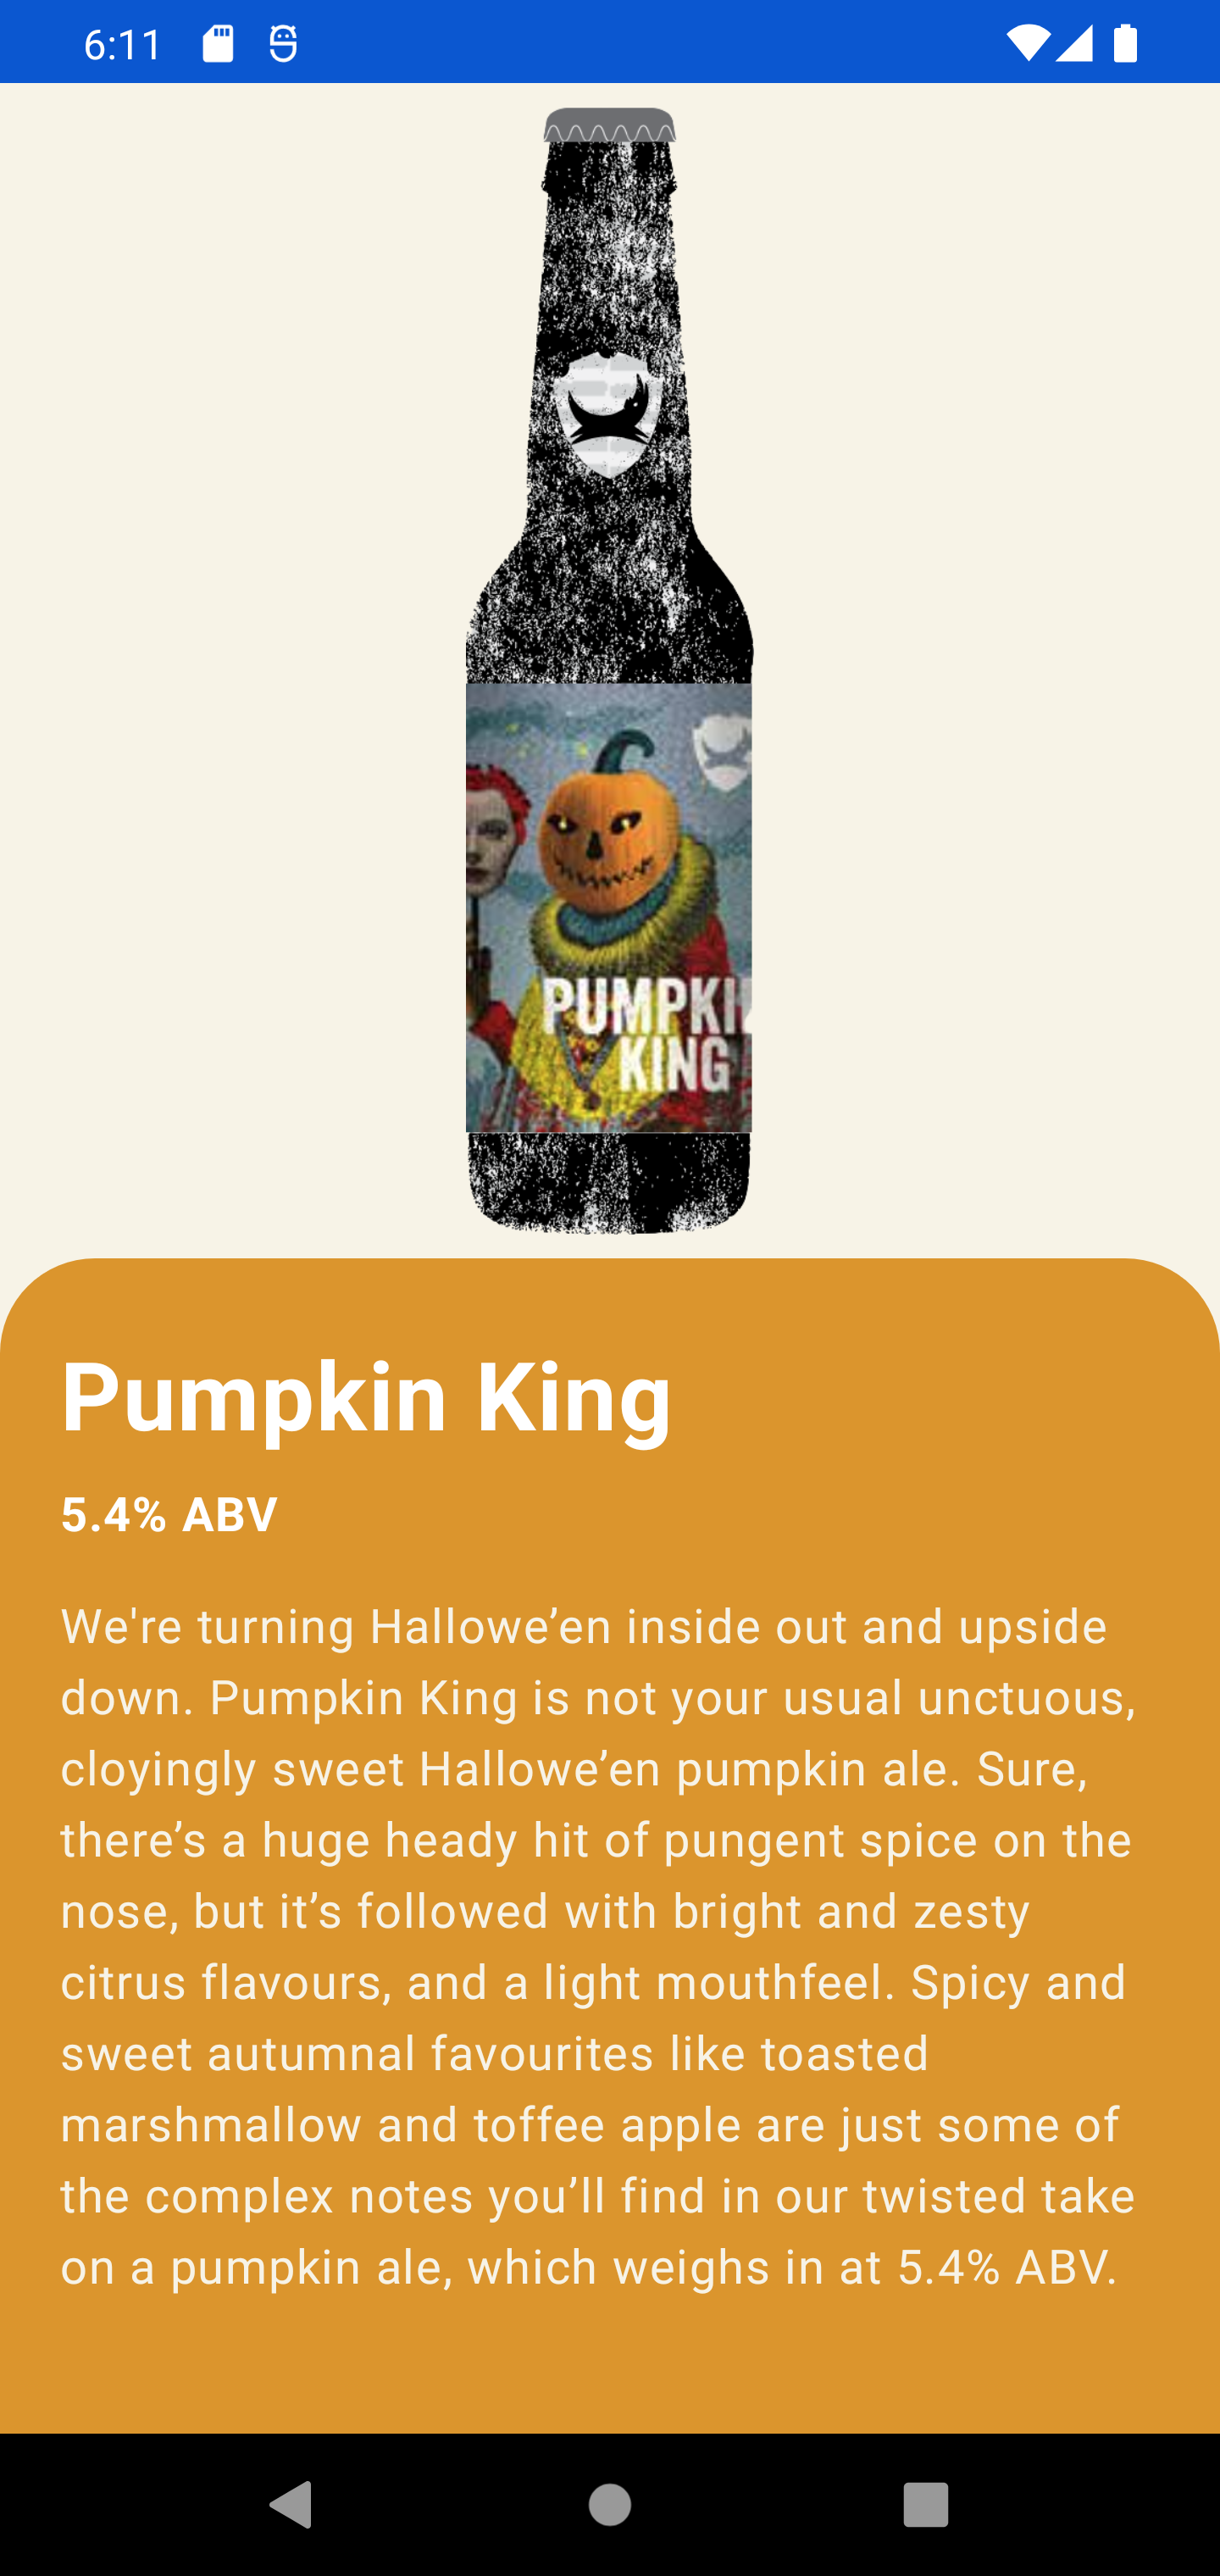 6:11
PUMPKI
KING
Pumpkin King
5.4% ABV
We're turning Hallowe’en inside out and upside
down. Pumpkin King is not your usual unctuous,
cloyingly sweet Hallowe’en pumpkin ale. Sure,
there’s a huge heady hit of pungent spice on the
nose, but it’s followed with bright and zesty
citrus flavours, and a light mouthfeel. Spicy and
sweet autumnal favourites like toasted
marshmallow and toffee apple are just some of
the complex notes you’ll find in our twisted take
on a pumpkin ale, which weighs in at 5.4% ABV.